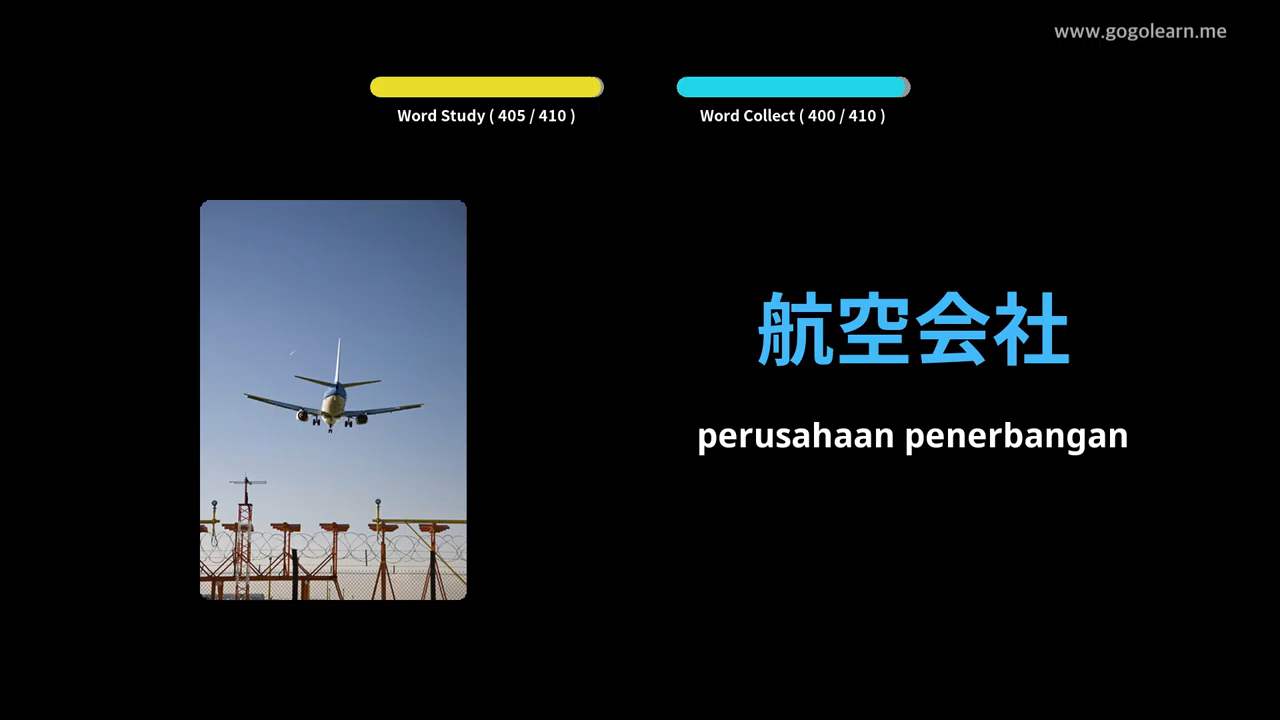 www.gogolearn.me
Word Study ( 405 / 410 )
Word Collect ( 400 / 410 )
航空会社
perusahaan penerbangan